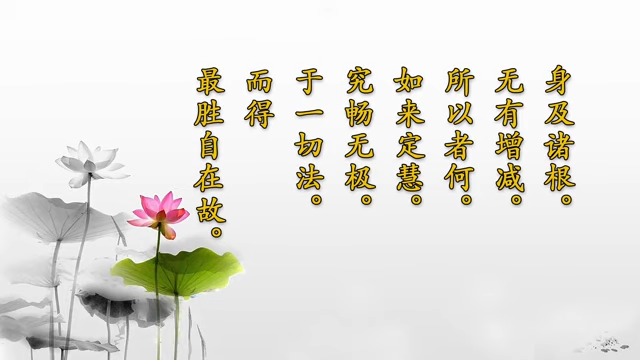 身及诸根。
无有增减。
所以者何。
如来定慧。
究畅无极。
于一切法。
而得
最胜自在故。